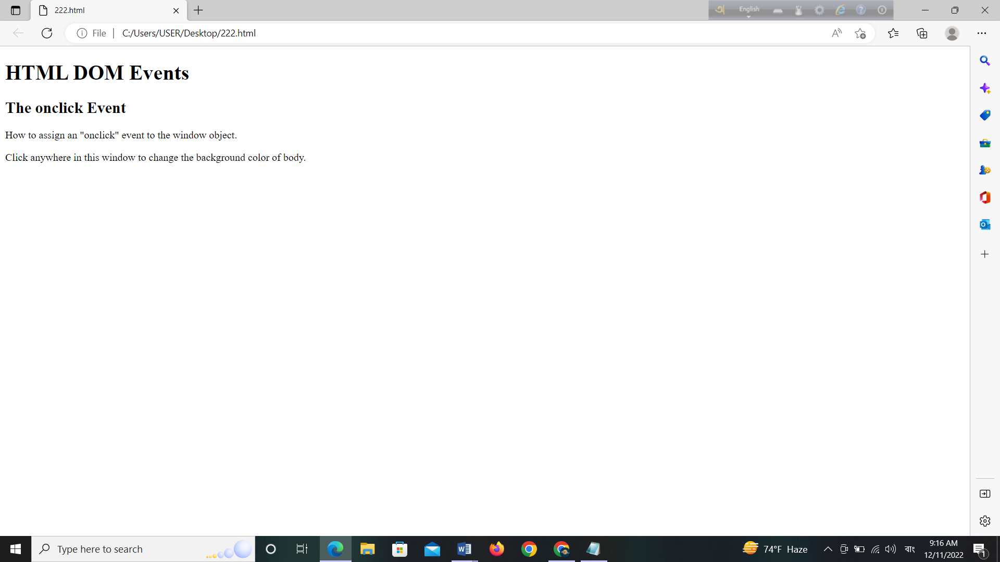 222.html
English
File
C:/Users/USER/Desktop/222.html
HTML DOM Events
The onclick Event
How to assign an "onclick" event to the window object.
Click anywhere in this window to change the background color of body.
Type here to search
74°F Haze
বাং
9:16 AM
12/11/2022
1